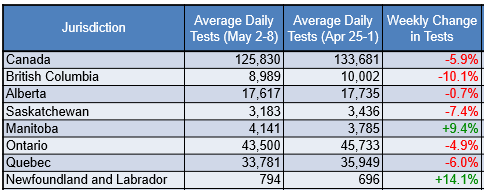 Jurisdiction Average Daily Tests (May 2-8) Average Daily Tests (Apr 25-1) Weekly Change in Tests
Canada 125,830 133,681 -5.9%
British Columbia 8,989 10,002 -10.1%
Alberta 17,617 17,735 -0.7%
Saskatchewan 3,183 3,436 -7.4%
Manitoba 4,141 3,785 +9.4%
Ontario 43,500 45,733 -4.9%
Quebec 33,781 35,949 -6.0%
Newfoundland and Labrador 794 696 +14.1%